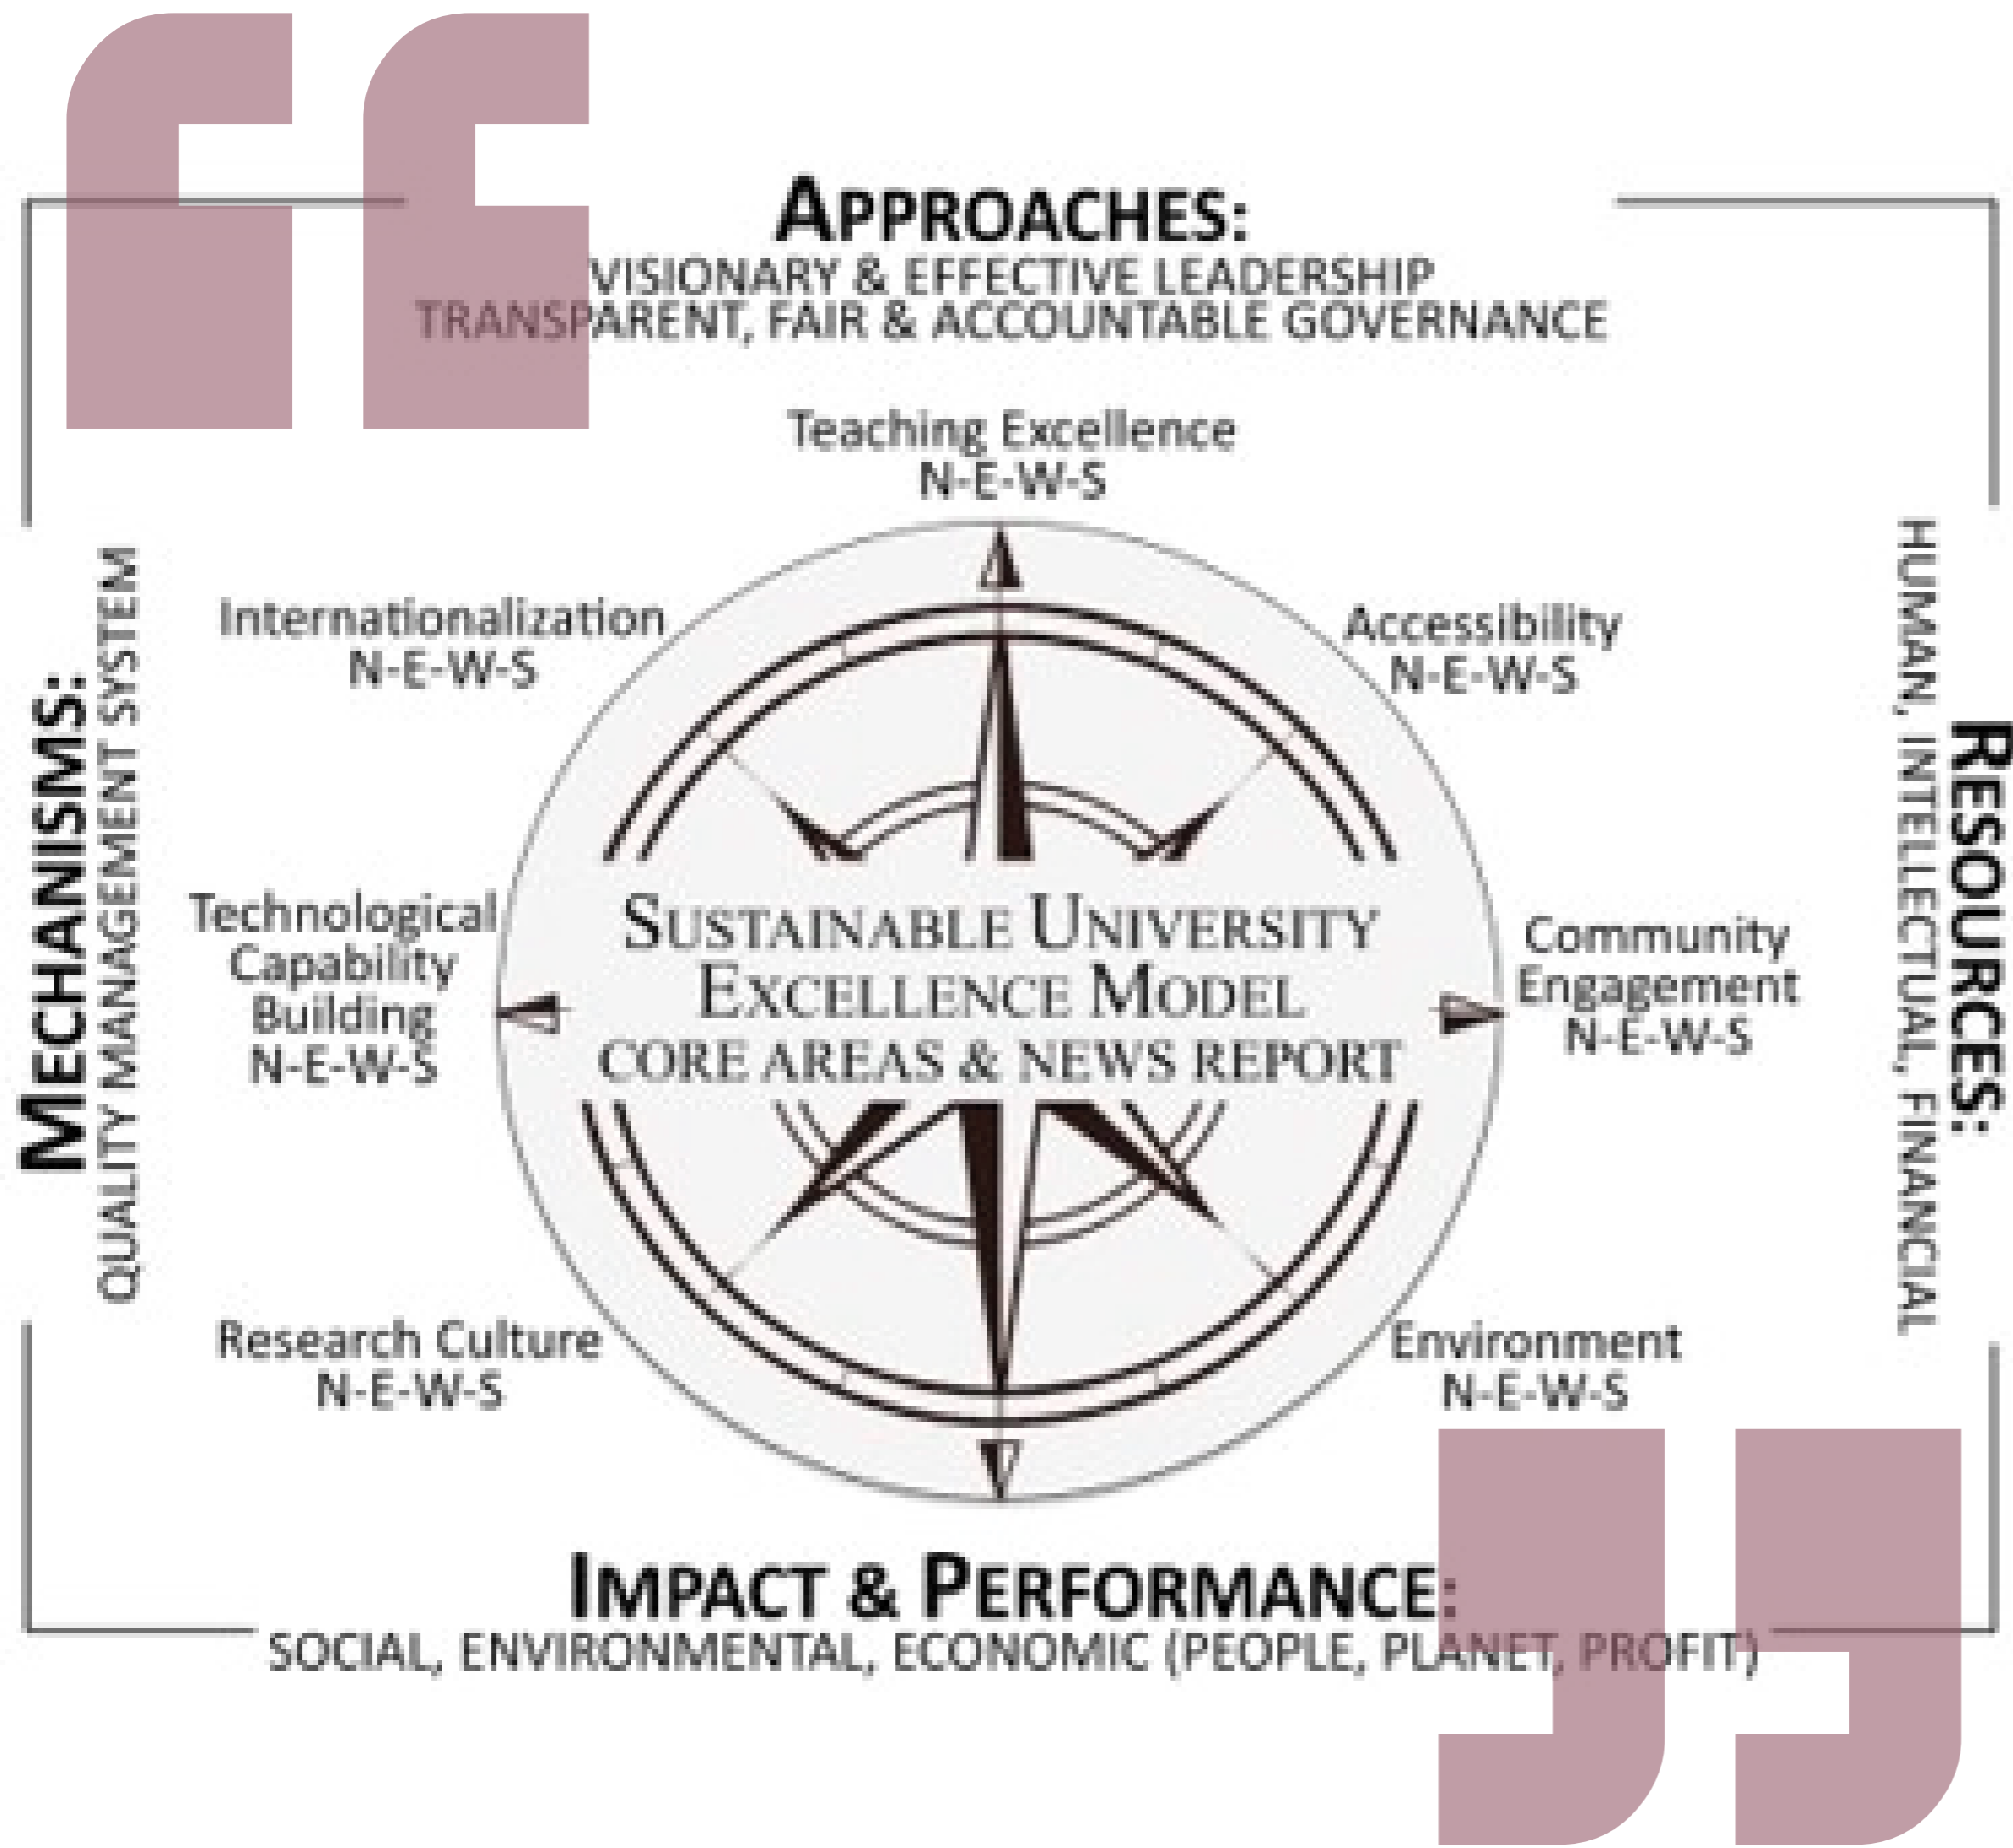 APPROACHES:
VISIONARY & EFFECTIVE LEADERSHIP
TRANSPARENT, FAIR & ACCOUNTABLE GOVERNANCE
Teaching Excellence
N-E-W-S
Internationalization
N-E-W-S
Accessibility
N-E-W-S
MECHANISMS:
QUALITY MANAGEMENT SYSTEM
Technological
Capability
Building
N-E-W-S
SUSTAINABLE UNIVERSITY
EXCELLENCE MODEL
CORE AREAS & NEWS REPORT
Community
Engagement
N-E-W-S
RESOURCES:
HUMAN, INTELLECTUAL, FINANCIAL
Research Culture
N-E-W-S
Environment
N-E-W-S
IMPACT & PERFORMANCE:
SOCIAL, ENVIRONMENTAL, ECONOMIC (PEOPLE, PLANET, PROFIT)